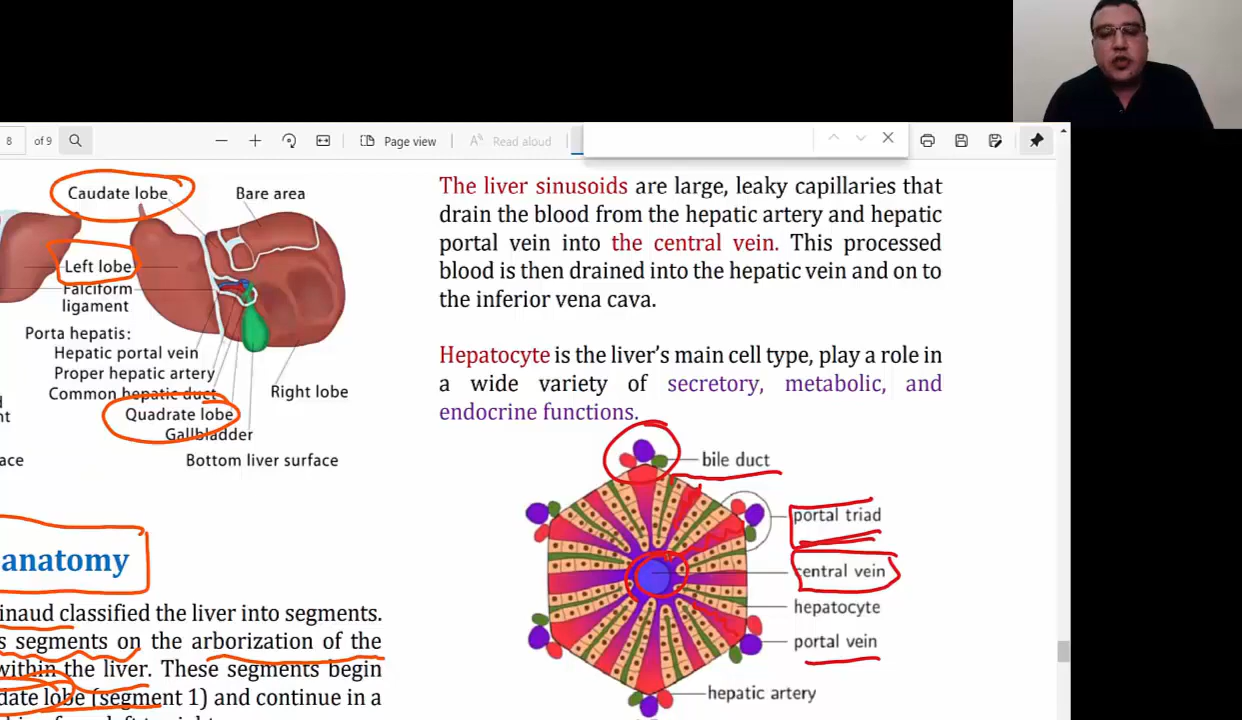 8 of 9
Page view
Read aloud
Caudate lobe
Bare area
Left lobe
Falciform
ligament
Porta hepatis:
Hepatic portal vein
Proper hepatic artery
Common hepatic duct
Right lobe
Quadrate lobe
Gallbladder
Bottom liver surface
anatomy
classified the liver into segments.
segments on the arborization of the
within the liver. These segments begin
lobe (segment 1) and continue in a
The liver sinusoids are large, leaky capillaries that
drain the blood from the hepatic artery and hepatic
portal vein into the central vein. This processed
blood is then drained into the hepatic vein and on to
the inferior vena cava.
Hepatocyte is the liver's main cell type, play a role in
a wide variety of secretory, metabolic, and
endocrine functions.
bile duct
portal triad
central vein
hepatocyte
portal vein
hepatic artery